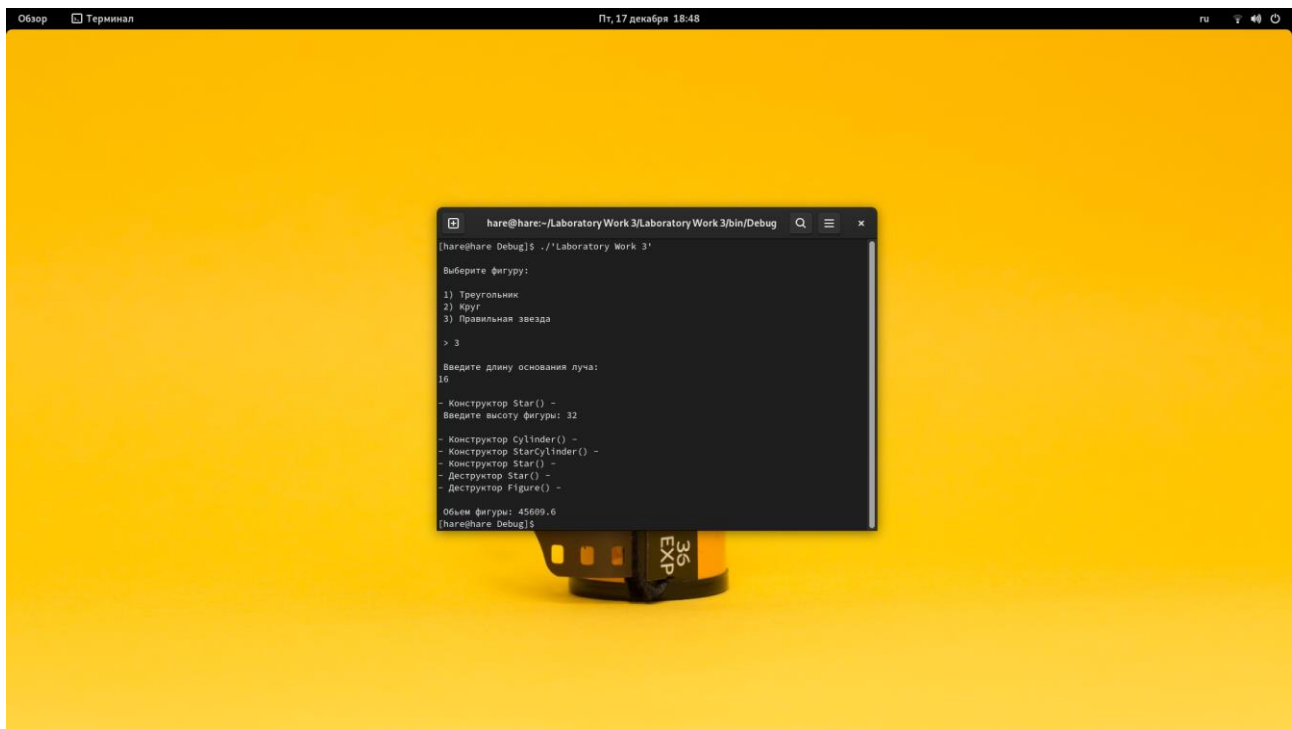 Обзор Терминал Пт, 17 декабря 18:48 ru
hare@hare:~/Laboratory Work 3/Laboratory Work 3/bin/Debug
[hare@hare Debug]$ ./'Laboratory Work 3'
Выберите фигуру:
1) Треугольник
2) Круг
3) Правильная звезда
> 3
Введите длину основания луча:
16
- Конструктор Star() -
Введите высоту фигуры: 32
- Конструктор Cylinder() -
- Конструктор StarCylinder() -
- Конструктор Star() -
- Деструктор Star() -
- Деструктор Figure() -
Объем фигуры: 45609.6
[hare@hare Debug]$
36
EXP